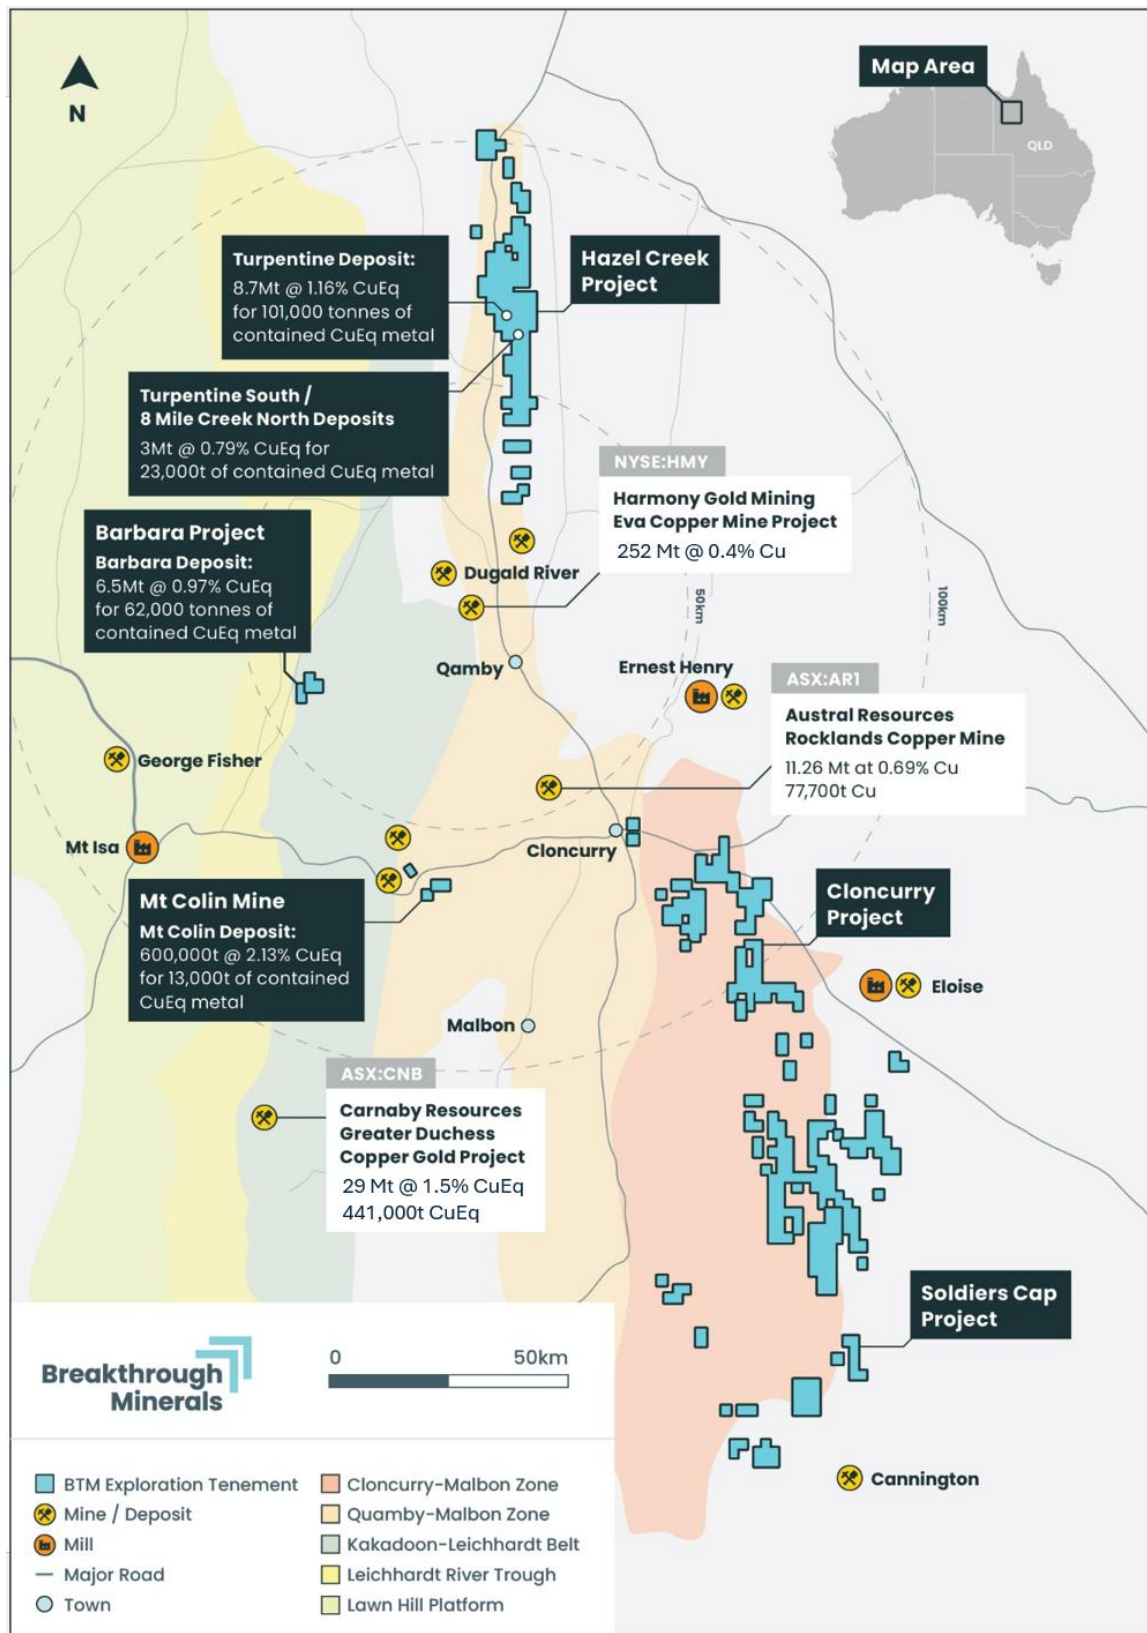 N
Map Area
QLD
Turpentine Deposit:
8.7Mt @ 1.16% CuEq
for 101,000 tonnes of
contained CuEq metal
Hazel Creek
Project
Turpentine South /
8 Mile Creek North Deposits
3Mt @ 0.79% CuEq for
23,000t of contained CuEq metal
NYSE:HMY
Harmony Gold Mining
Eva Copper Mine Project
252 Mt @ 0.4% Cu
Barbara Project
Barbara Deposit:
6.5Mt @ 0.97% CuEq
for 62,000 tonnes of
contained CuEq metal
Dugald River
50km
100km
Qamby
Ernest Henry
ASX:AR1
Austral Resources
Rocklands Copper Mine
11.26 Mt at 0.69% Cu
77,700t Cu
George Fisher
Mt Isa
Cloncurry
Mt Colin Mine
Mt Colin Deposit:
600,000t @ 2.13% CuEq
for 13,000t of contained
CuEq metal
Cloncurry
Project
Eloise
Malbon
ASX:CNB
Carnaby Resources
Greater Duchess
Copper Gold Project
29 Mt @ 1.5% CuEq
441,000t CuEq
Soldiers Cap
Project
Cannington
Breakthrough
Minerals
0 50km
BTM Exploration Tenement
Mine / Deposit
Mill
Major Road
Town
Cloncurry-Malbon Zone
Quamby-Malbon Zone
Kakadoon-Leichhardt Belt
Leichhardt River Trough
Lawn Hill Platform